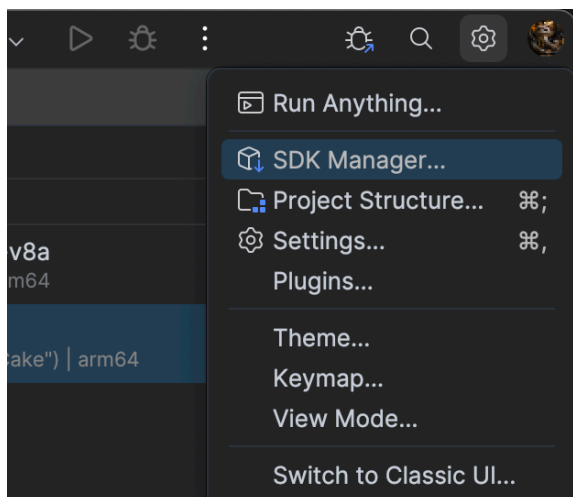 Run Anything...
SDK Manager...
Project Structure... ⌘;
Settings... ⌘,
Plugins...
Theme...
Keymap...
View Mode...
Switch to Classic UI...
v8a
m64
ake") | arm64